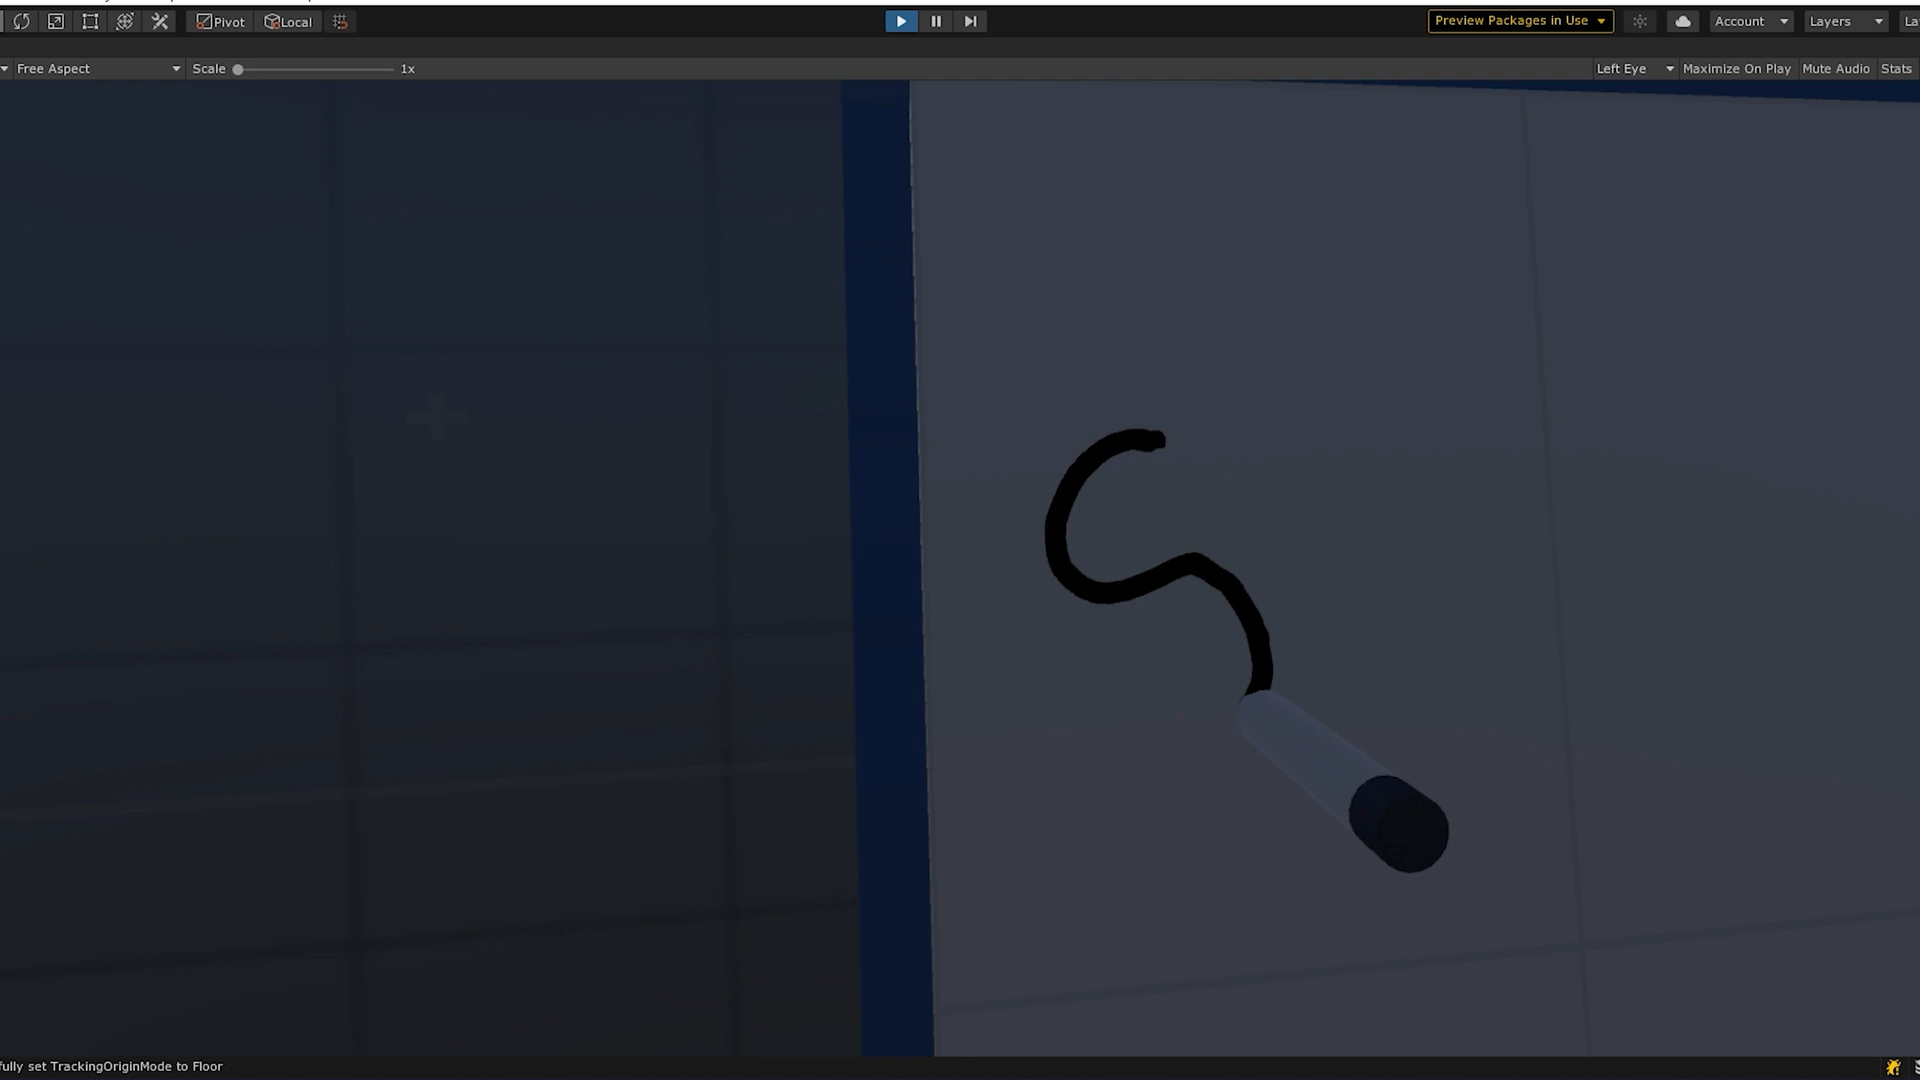 Pivot Local Preview Packages in Use Account Layers La
Free Aspect Scale 1x Left Eye Maximize On Play Mute Audio Stats
fully set TrackingOriginMode to Floor